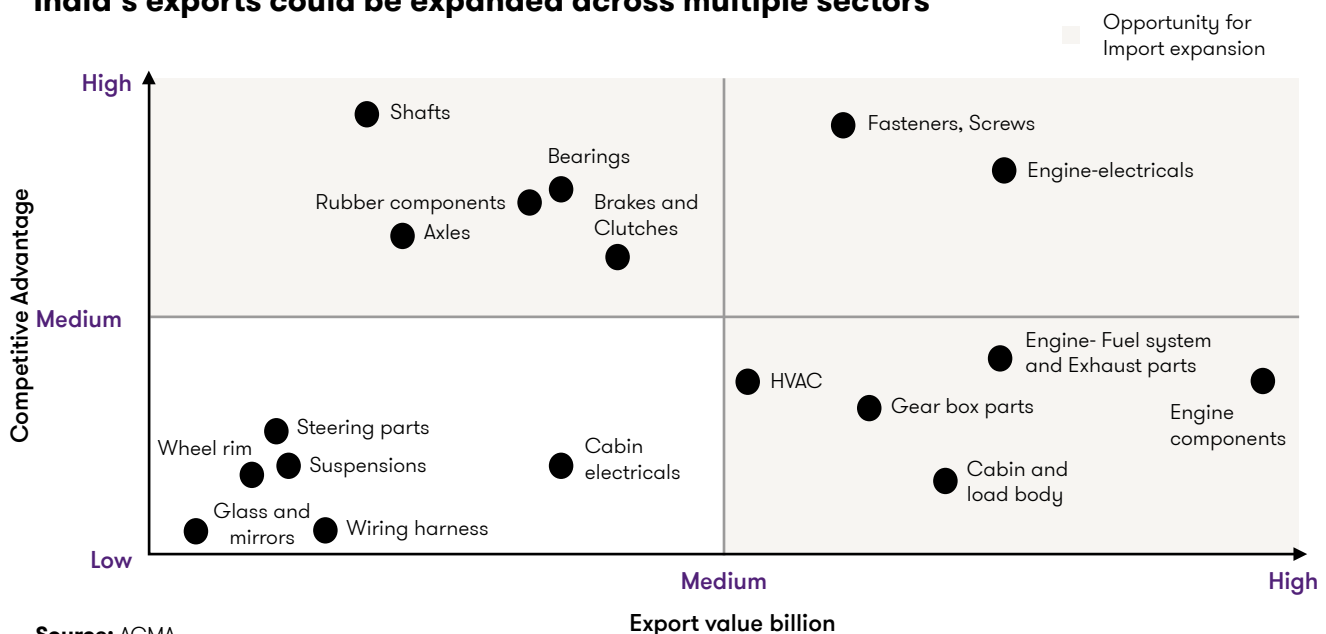 India's exports could be expanded across multiple sectors
Opportunity for
Import expansion
High
Shafts
Fasteners, Screws
Bearings
Engine-electricals
Rubber components
Brakes and
Clutches
Axles
Competitive Advantage
Medium
Engine- Fuel system
and Exhaust parts
HVAC
Gear box parts
Engine
components
Steering parts
Wheel rim
Suspensions
Cabin
electricals
Cabin and
load body
Glass and
mirrors
Wiring harness
Low
Medium
High
Export value billion
Source: ACMA